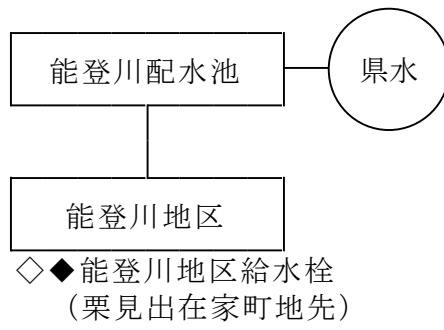 能登川配水池
県水
能登川地区
◇◆能登川地区給水栓
（栗見出在家町地先）